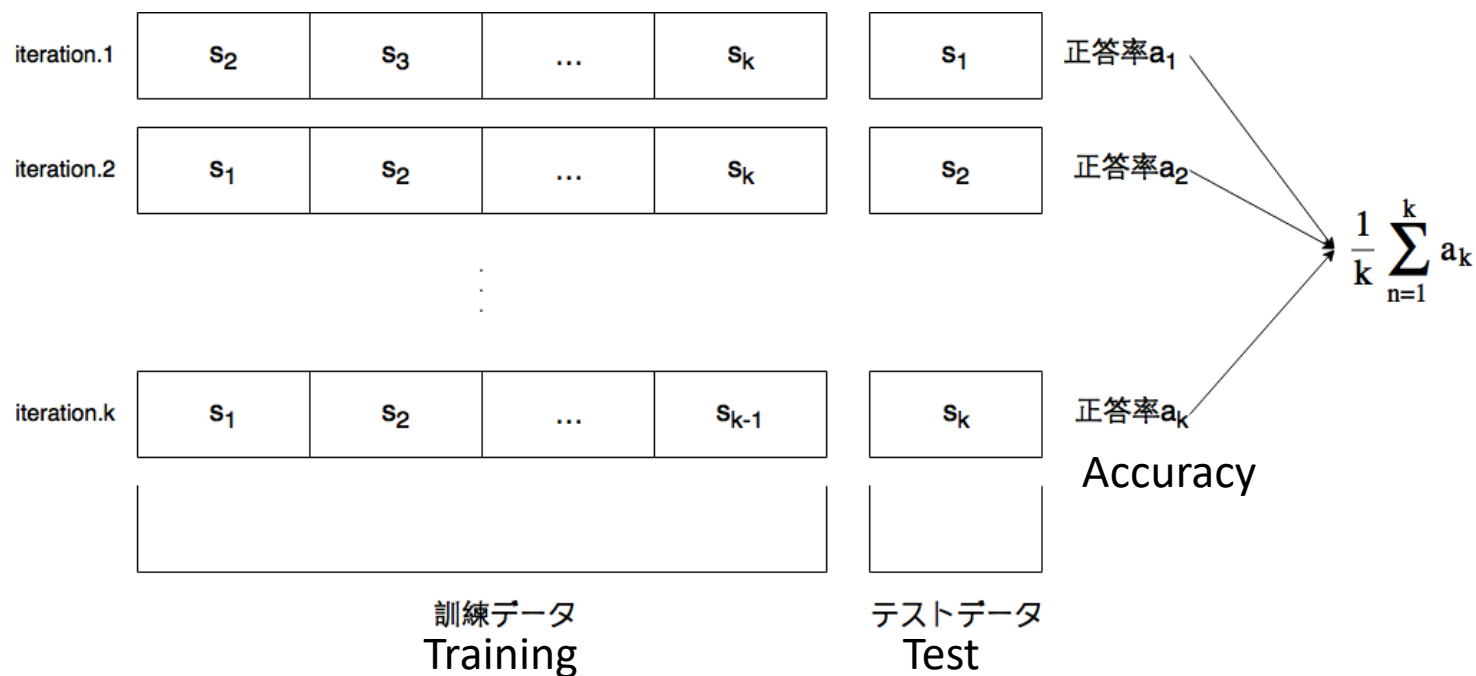 iteration.1 s2 s3 ... sk s1 正答率a1
iteration.2 s1 s2 ... sk s2 正答率a2
1/k k∑n=1 ak
iteration.k s1 s2 ... sk-1 sk 正答率ak
Accuracy
訓練データ テストデータ
Training Test